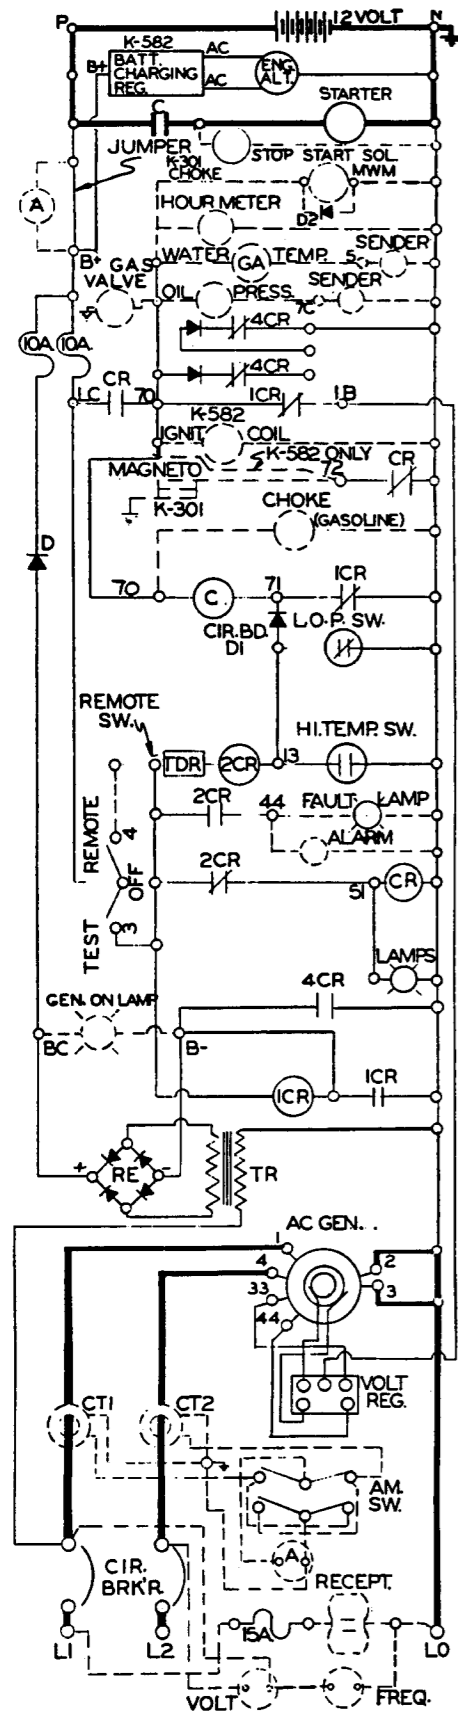 P 12 VOLT N
K-582
B+ BATT. CHARGING REG. AC AC ENG. ALT.
C STARTER
JUMPER K-301 CHOKE STOP START SOL.
MWM
A D2
HOUR METER
B+ WATER GA TEMP. 5 SENDER
GAS VALVE 5 OIL PRESS. 7C SENDER
4CR
10A. 10A.
4CR
1C CR 70 1CR 1B
K-582
IGNIT COIL
K-582 ONLY
MAGNETO 72 CR
K-301
CHOKE
(GASOLINE)
D
70 C 71 1CR
CIR. BD. D1 L.O.P. SW.
REMOTE SW.
TDR 2CR 13 HI.TEMP. SW.
2CR 44 FAULT LAMP
REMOTE 4 ALARM
2CR
OFF 51 CR
TEST 3 LAMPS
GEN. ON LAMP 4CR
BC B-
1CR 1CR
+ RE - TR
AC GEN.
1
4 2
33 3
44
VOLT REG.
CT1 CT2
AM. SW.
A
CIR. BRK'R.
RECEPT.
L1 L2 15A LO
VOLT FREQ.